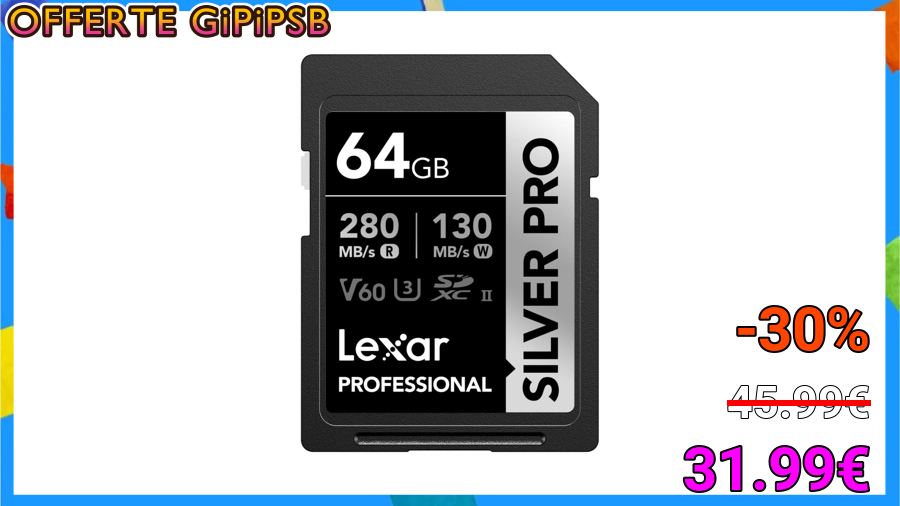 OFFERTE GiPiPSB
64GB
280 MB/s R
130 MB/s W
V60 U3 SD XC II
Lexar
PROFESSIONAL
SILVER PRO
-30%
45.99€
31.99€